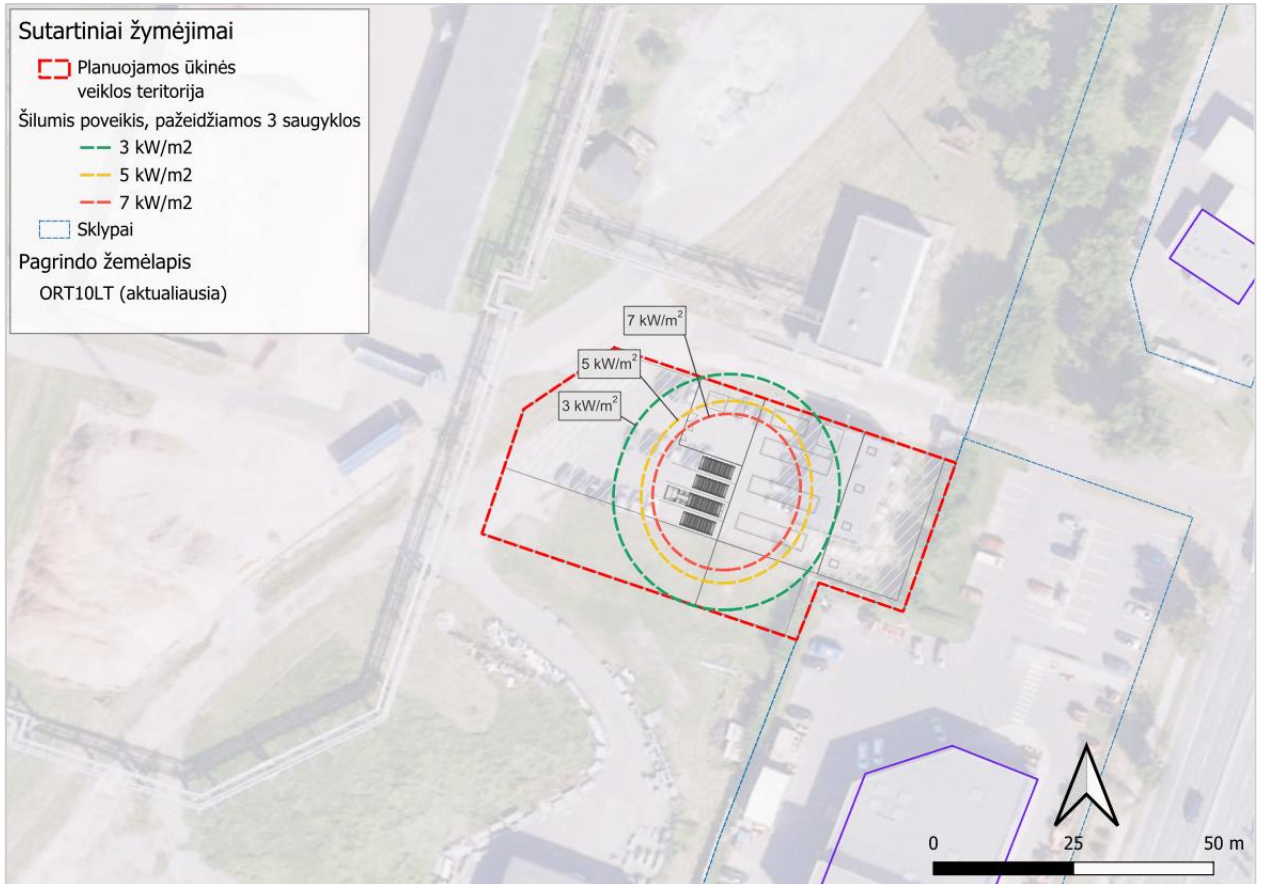 Sutartiniai žymėjimai
Planuojamos ūkinės
veiklos teritorija
Šilumis poveikis, pažeidžiamos 3 saugyklos
3 kW/m2
5 kW/m2
7 kW/m2
Sklypai
Pagrindo žemėlapis
ORT10LT (aktualiausia)
7 kW/m²
5 kW/m²
3 kW/m²
0 25 50 m